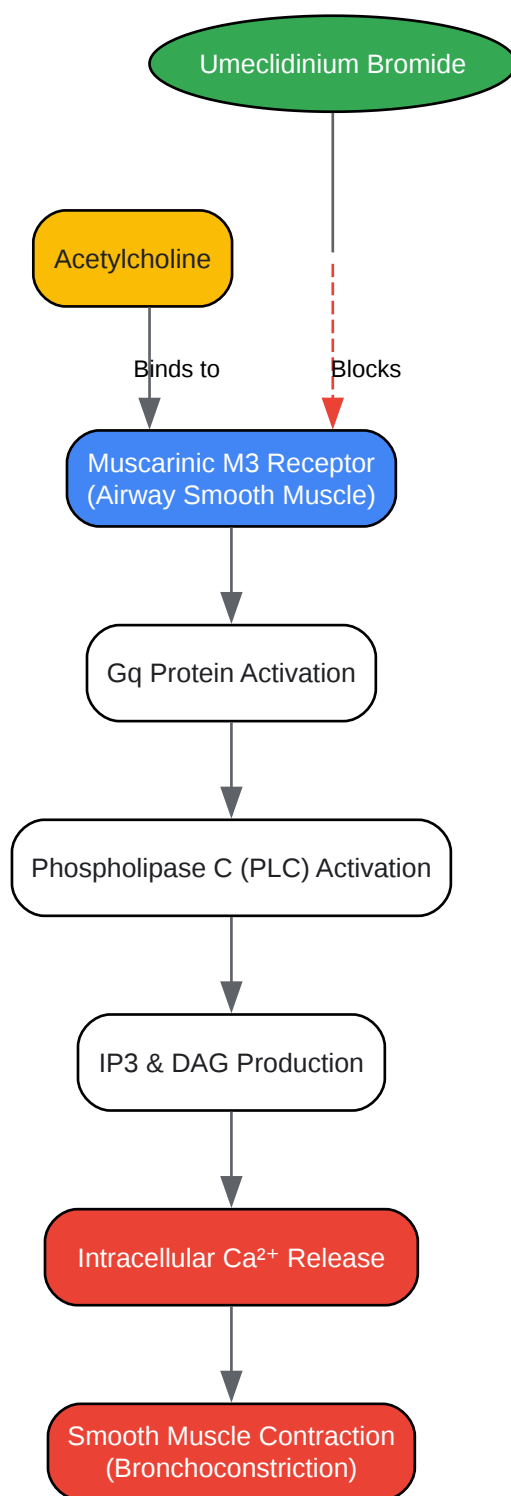 Umeclidinium Bromide
Acetylcholine
Binds to
Blocks
Muscarinic M3 Receptor
(Airway Smooth Muscle)
Gq Protein Activation
Phospholipase C (PLC) Activation
IP3 & DAG Production
Intracellular Ca²⁺ Release
Smooth Muscle Contraction
(Bronchoconstriction)